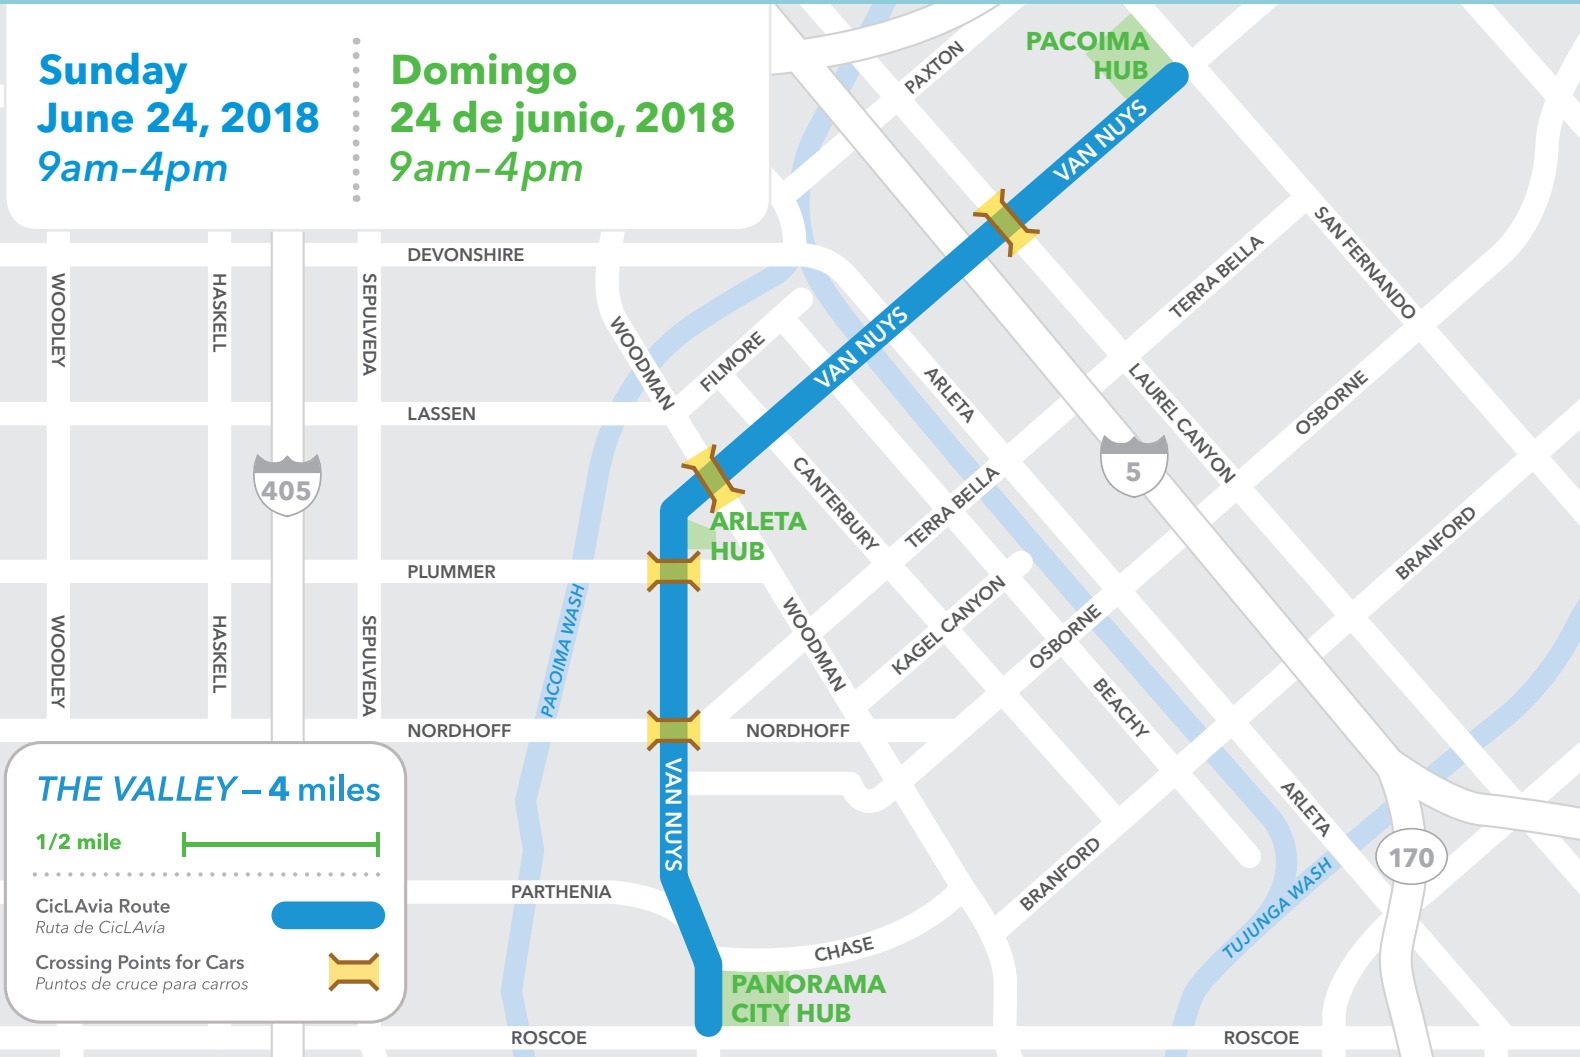 Sunday
June 24, 2018
9am–4pm
Domingo
24 de junio, 2018
9am–4pm
PACOIMA
HUB
PAXTON
VAN NUYS
SAN FERNANDO
TERRA BELLA
DEVONSHIRE
WOODLEY
HASKELL
SEPULVEDA
WOODMAN
FILMORE
VAN NUYS
ARLETA
LAUREL CANYON
OSBORNE
LASSEN
405
5
CANTERBURY
TERRA BELLA
BRANFORD
ARLETA
HUB
PLUMMER
PACOIMA WASH
WOODMAN
KAGEL CANYON
OSBORNE
WOODLEY
HASKELL
SEPULVEDA
BEACHY
NORDHOFF
NORDHOFF
VAN NUYS
ARLETA
THE VALLEY – 4 miles
1/2 mile
CicLAvia Route
Ruta de CicLAvía
Crossing Points for Cars
Puntos de cruce para carros
170
BRANFORD
TUJUNGA WASH
PARTHENIA
CHASE
PANORAMA
CITY HUB
ROSCOE
ROSCOE